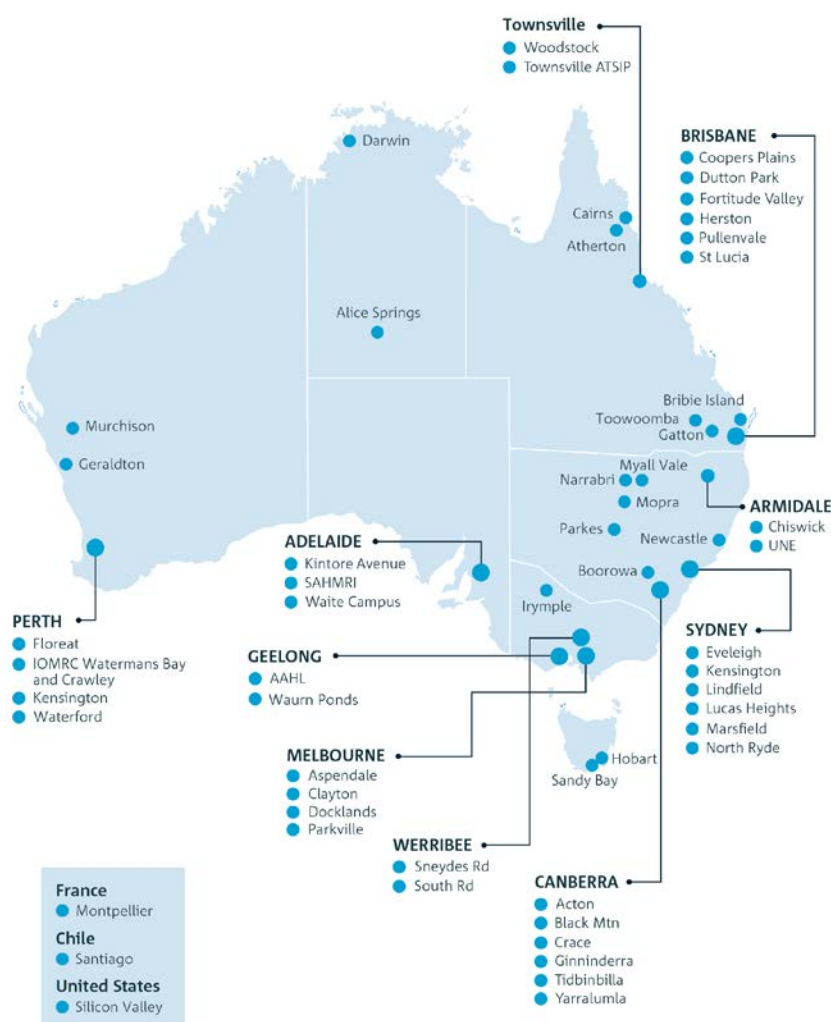 Townsville
Woodstock
Townsville ATSIP
Darwin
BRISBANE
Coopers Plains
Dutton Park
Fortitude Valley
Herston
Pullenvale
St Lucia
Cairns
Atherton
Alice Springs
Bribie Island
Toowoomba
Gatton
Murchison
Geraldton
Myall Vale
Narrabri
Mopra
Parkes
Newcastle
Boorowa
Irymple
ARMIDALE
Chiswick
UNE
ADELAIDE
Kintore Avenue
SAHMRI
Waite Campus
PERTH
Floreat
IOMRC Watermans Bay
and Crawley
Kensington
Waterford
GEELONG
AAHL
Waurn Ponds
SYDNEY
Eveleigh
Kensington
Lindfield
Lucas Heights
Marsfield
North Ryde
MELBOURNE
Aspendale
Clayton
Docklands
Parkville
Hobart
Sandy Bay
WERRIBEE
Sneydes Rd
South Rd
CANBERRA
Acton
Black Mtn
Crace
Ginninderra
Tidbinbilla
Yarralumla
France
Montpellier
Chile
Santiago
United States
Silicon Valley